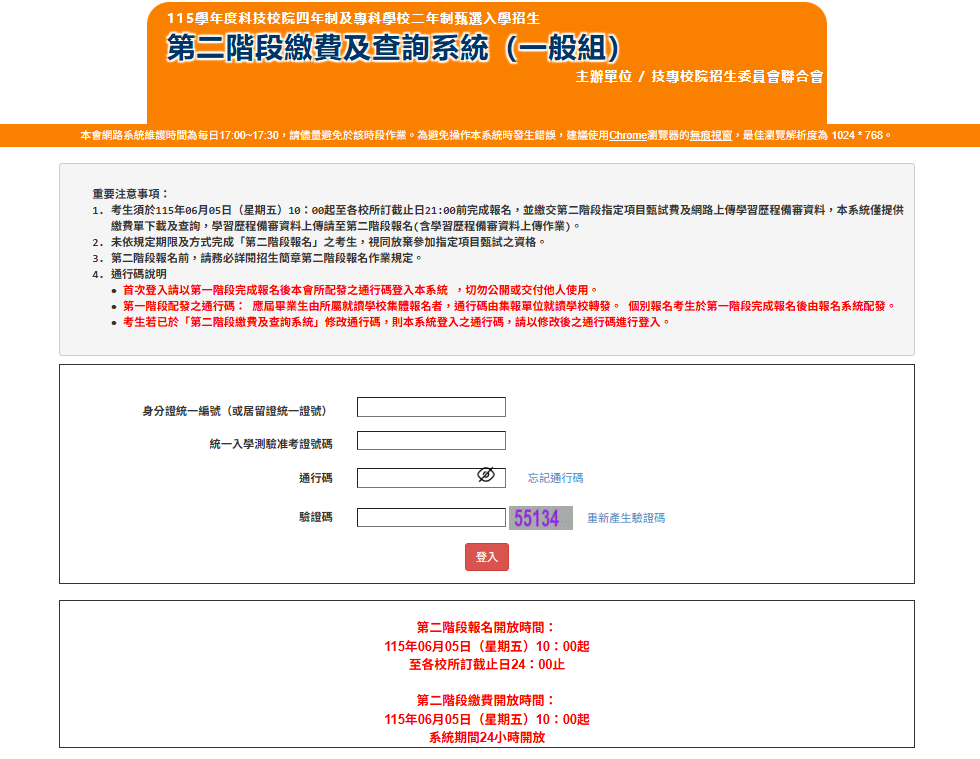 115學年度科技校院四年制及專科學校二年制甄選入學招生
第二階段繳費及查詢系統（一般組）
主辦單位 / 技專校院招生委員會聯合會
本會網路系統維護時間為每日17:00~17:30，請儘量避免於該時段作業。為避免操作本系統時發生錯誤，建議使用Chrome瀏覽器的無痕視窗，最佳瀏覽解析度為 1024 * 768。
重要注意事項：
1. 考生須於115年06月05日（星期五）10：00起至各校所訂截止日21:00前完成報名，並繳交第二階段指定項目甄試費及網路上傳學習歷程備審資料，本系統僅提供
繳費單下載及查詢，學習歷程備審資料上傳請至第二階段報名(含學習歷程備審資料上傳作業)。
2. 未依規定期限及方式完成「第二階段報名」之考生，視同放棄參加指定項目甄試之資格。
3. 第二階段報名前，請務必詳閱招生簡章第二階段報名作業規定。
4. 通行碼說明
• 首次登入請以第一階段完成報名後本會所配發之通行碼登入本系統 ，切勿公開或交付他人使用。
• 第一階段配發之通行碼： 應屆畢業生由所屬就讀學校集體報名者，通行碼由集報單位就讀學校轉發。 個別報名考生於第一階段完成報名後由報名系統配發。
• 考生若已於「第二階段繳費及查詢系統」修改通行碼，則本系統登入之通行碼，請以修改後之通行碼進行登入。
身分證統一編號（或居留證統一證號）
統一入學測驗准考證號碼
通行碼 忘記通行碼
驗證碼 55134 重新產生驗證碼
登入
第二階段報名開放時間：
115年06月05日（星期五）10：00起
至各校所訂截止日24：00止
第二階段繳費開放時間：
115年06月05日（星期五）10：00起
系統期間24小時開放